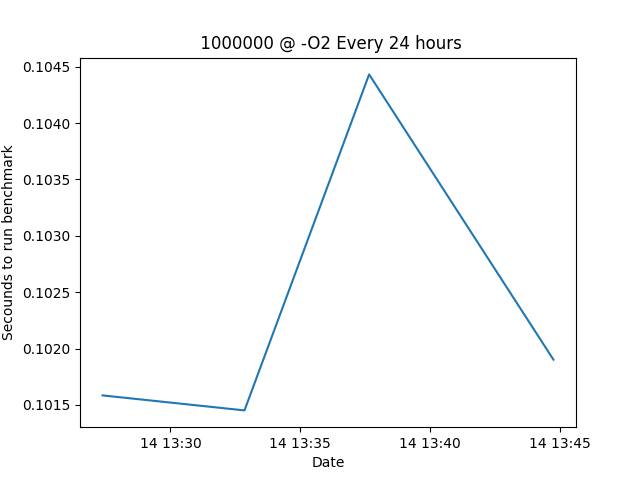 1000000 @ -O2 Every 24 hours
Secounds to run benchmark
0.1045
0.1040
0.1035
0.1030
0.1025
0.1020
0.1015
14 13:30 14 13:35 14 13:40 14 13:45
Date